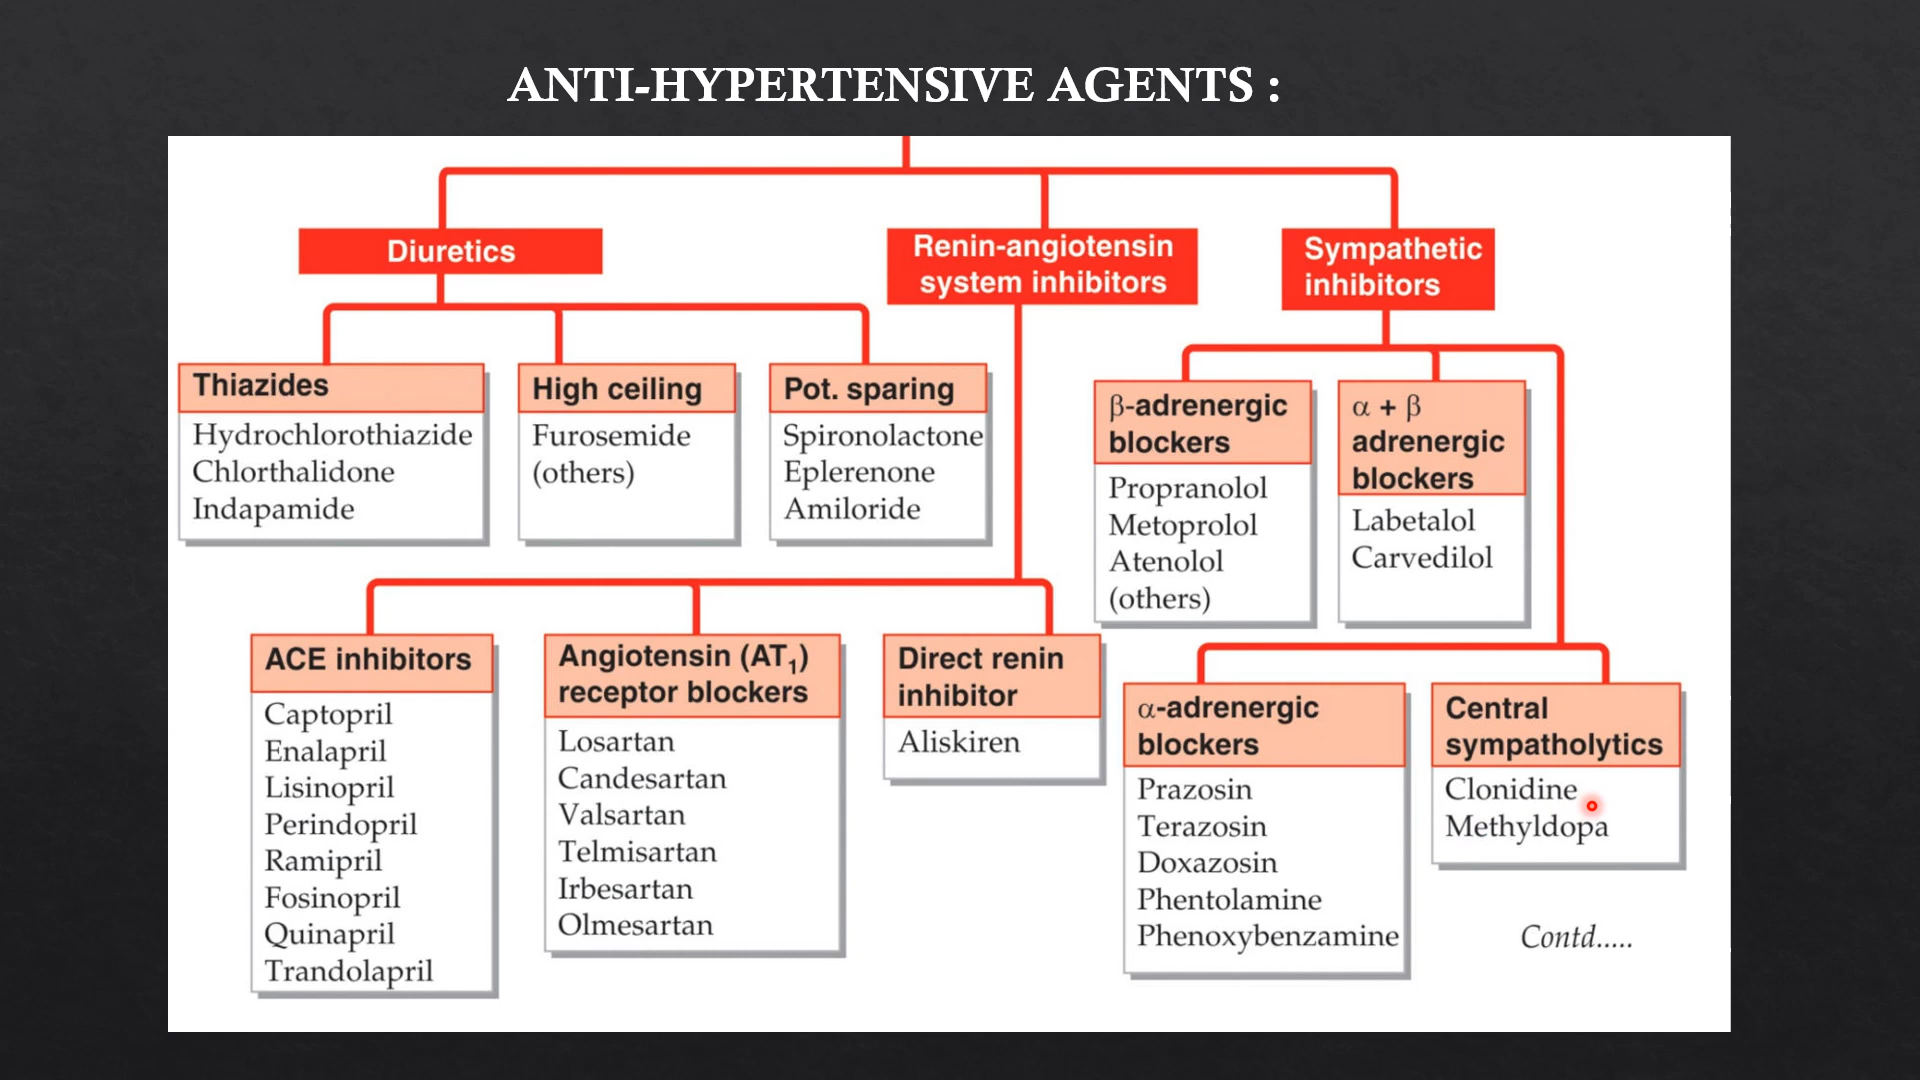 ANTI-HYPERTENSIVE AGENTS :
Diuretics
Renin-angiotensin
system inhibitors
Sympathetic
inhibitors
Thiazides
Hydrochlorothiazide
Chlorthalidone
Indapamide
High ceiling
Furosemide
(others)
Pot. sparing
Spironolactone
Eplerenone
Amiloride
β-adrenergic
blockers
Propranolol
Metoprolol
Atenolol
(others)
α + β
adrenergic
blockers
Labetalol
Carvedilol
ACE inhibitors
Captopril
Enalapril
Lisinopril
Perindopril
Ramipril
Fosinopril
Quinapril
Trandolapril
Angiotensin (AT₁)
receptor blockers
Losartan
Candesartan
Valsartan
Telmisartan
Irbesartan
Olmesartan
Direct renin
inhibitor
Aliskiren
α-adrenergic
blockers
Prazosin
Terazosin
Doxazosin
Phentolamine
Phenoxybenzamine
Central
sympatholytics
Clonidine
Methyldopa
Contd.....